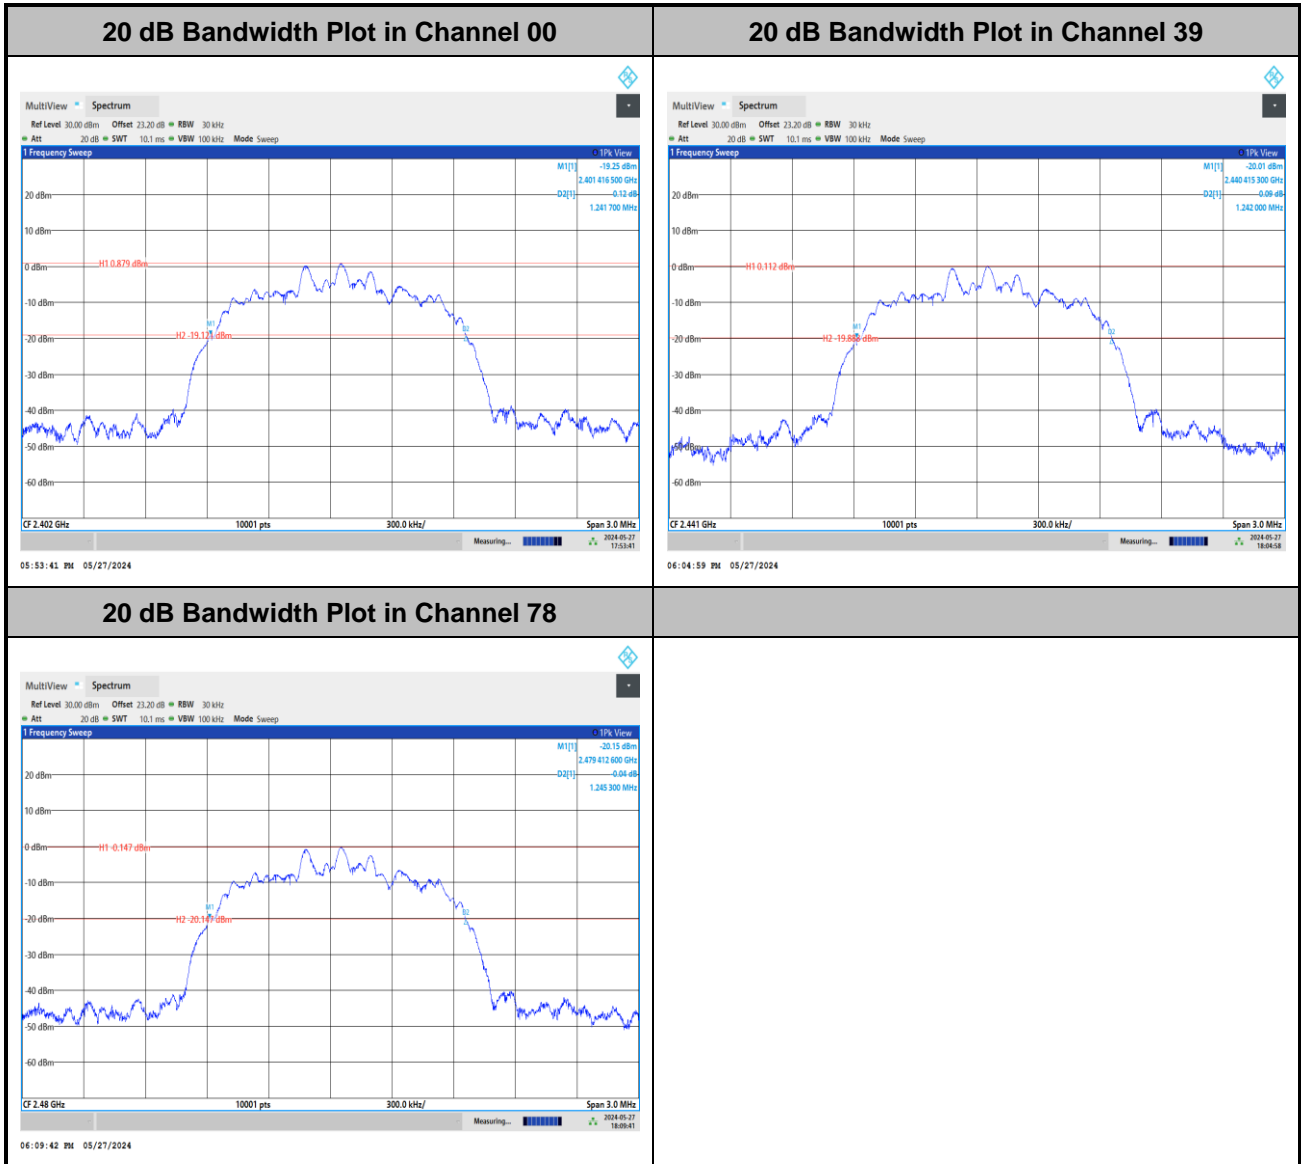 20 dB Bandwidth Plot in Channel 00
20 dB Bandwidth Plot in Channel 39
MultiView Spectrum
Ref Level 30.00 dBm Offset 23.20 dB RBW 30 kHz
Att 20 dB SWT 10.1 ms VBW 100 kHz Mode Sweep
1 Frequency Sweep 1Pk View
M1[1] -19.25 dBm
2.401 416 500 GHz
D2[1] 0.12 dB
1.241 700 MHz
20 dBm
10 dBm
H1 0.879 dBm
0 dBm
-10 dBm
M1
D2
H2 -19.121 dBm
-20 dBm
-30 dBm
-40 dBm
-50 dBm
-60 dBm
CF 2.402 GHz 10001 pts 300.0 kHz/ Span 3.0 MHz
Measuring... 2024-05-27
17:53:41
05:53:41 PM 05/27/2024
MultiView Spectrum
Ref Level 30.00 dBm Offset 23.20 dB RBW 30 kHz
Att 20 dB SWT 10.1 ms VBW 100 kHz Mode Sweep
1 Frequency Sweep 1Pk View
M1[1] -20.01 dBm
2.440 415 300 GHz
D2[1] 0.09 dB
1.242 000 MHz
20 dBm
10 dBm
0 dBm H1 0.112 dBm
-10 dBm
M1
D2
-20 dBm H2 -19.888 dBm
-30 dBm
-40 dBm
-50 dBm
-60 dBm
CF 2.441 GHz 10001 pts 300.0 kHz/ Span 3.0 MHz
Measuring... 2024-05-27
18:04:58
06:04:59 PM 05/27/2024
20 dB Bandwidth Plot in Channel 78
MultiView Spectrum
Ref Level 30.00 dBm Offset 23.20 dB RBW 30 kHz
Att 20 dB SWT 10.1 ms VBW 100 kHz Mode Sweep
1 Frequency Sweep 1Pk View
M1[1] -20.15 dBm
2.479 412 600 GHz
D2[1] -0.04 dB
1.245 300 MHz
20 dBm
10 dBm
0 dBm H1 -0.147 dBm
-10 dBm
M1
D2
-20 dBm H2 -20.147 dBm
-30 dBm
-40 dBm
-50 dBm
-60 dBm
CF 2.48 GHz 10001 pts 300.0 kHz/ Span 3.0 MHz
Measuring... 2024-05-27
18:09:41
06:09:42 PM 05/27/2024